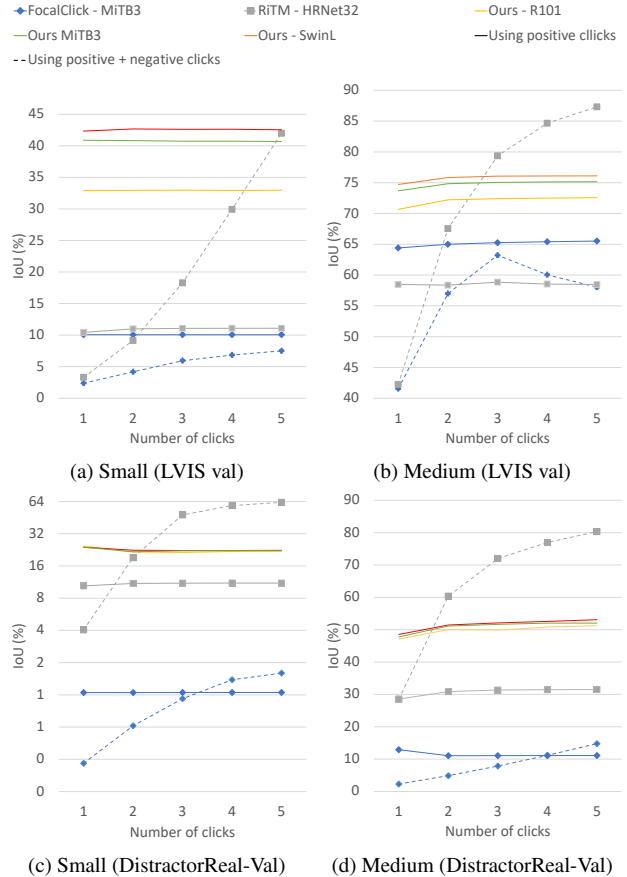 FocalClick - MiTB3
RiTM - HRNet32
Ours - R101
Ours MiTB3
Ours - SwinL
Using positive cllicks
Using positive + negative clicks
IoU (%)
45
40
35
30
25
20
15
10
5
0
1 2 3 4 5
Number of clicks
(a) Small (LVIS val)
IoU (%)
90
85
80
75
70
65
60
55
50
45
40
1 2 3 4 5
Number of clicks
(b) Medium (LVIS val)
IoU (%)
64
32
16
8
4
2
1
1
0
0
1 2 3 4 5
Number of clicks
(c) Small (DistractorReal-Val)
IoU (%)
90
80
70
60
50
40
30
20
10
0
1 2 3 4 5
Number of clicks
(d) Medium (DistractorReal-Val)